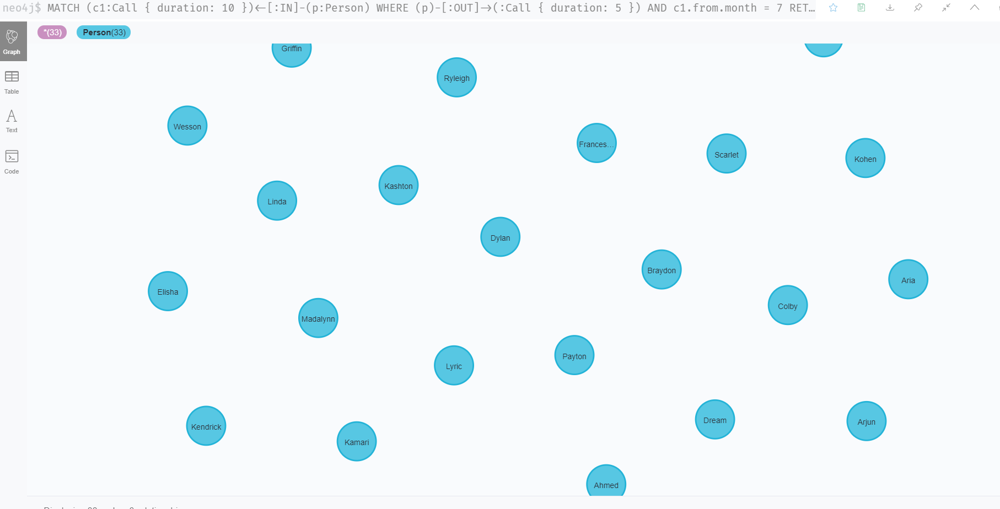 neo4j$ MATCH (c1:Call { duration: 10 })<-[:IN]-(p:Person) WHERE (p)-[:OUT]->(:Call { duration: 5 }) AND c1.from.month = 7 RET…
*(33) Person(33)
Graph
Table
Text
Code
Griffin
Ryleigh
Wesson
Frances…
Scarlet
Kohen
Kashton
Linda
Dylan
Braydon
Aria
Elisha
Colby
Madalynn
Payton
Lyric
Dream
Arjun
Kendrick
Kamari
Ahmed